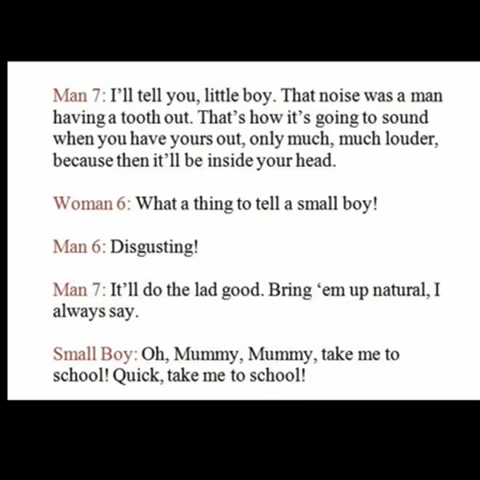 Man 7: I’ll tell you, little boy. That noise was a man
having a tooth out. That’s how it’s going to sound
when you have yours out, only much, much louder,
because then it’ll be inside your head.
Woman 6: What a thing to tell a small boy!
Man 6: Disgusting!
Man 7: It’ll do the lad good. Bring ‘em up natural, I
always say.
Small Boy: Oh, Mummy, Mummy, take me to
school! Quick, take me to school!